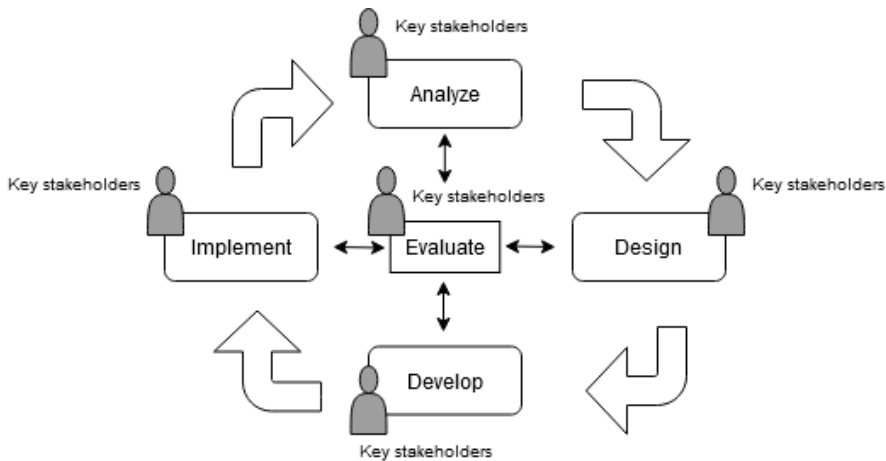 Key stakeholders
Analyze
Key stakeholders
Key stakeholders
Key stakeholders
Implement
Evaluate
Design
Develop
Key stakeholders